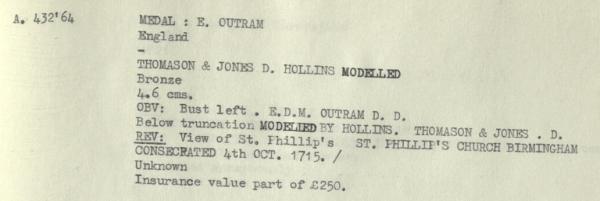 A. 432'64 MEDAL : E. OUTRAM
England
-
THOMASON & JONES D. HOLLINS MODELLED
Bronze
4.6 cms.
OBV: Bust left . E.D.M. OUTRAM D. D.
Below truncation MODELLED BY HOLLINS. THOMASON & JONES . D.
REV: View of St. Phillip's ST. PHILLIP'S CHURCH BIRMINGHAM
CONSECRATED 4th OCT. 1715. /
Unknown
Insurance value part of £250.